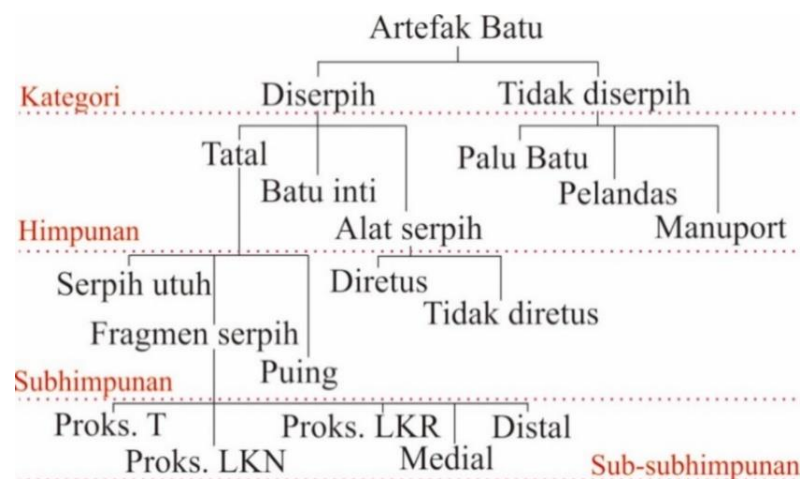 Artefak Batu
Kategori
Diserpih
Tidak diserpih
Tatal
Palu Batu
Batu inti
Pelandas
Himpunan
Alat serpih
Manuport
Serpih utuh
Diretus
Tidak diretus
Fragmen serpih
Subhimpunan
Puing
Proks. T
Proks. LKR
Distal
Proks. LKN
Medial
Sub-subhimpunan